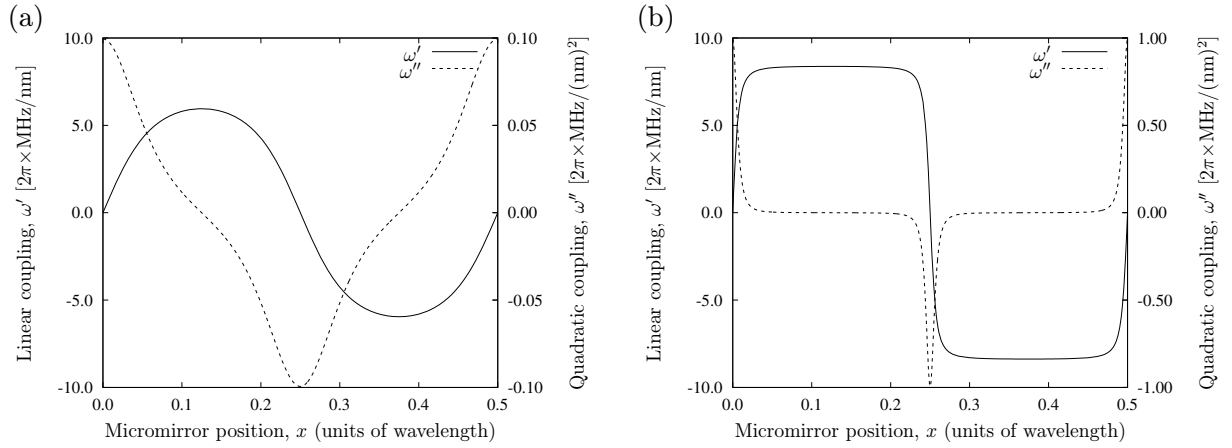 (a)
10.0
5.0
0.0
-5.0
-10.0
Linear coupling, ω′ [2π×MHz/nm]
ω′
ω″
0.10
0.05
0.00
-0.05
-0.10
Quadratic coupling, ω″ [2π×MHz/(nm)²]
0.0 0.1 0.2 0.3 0.4 0.5
Micromirror position, x (units of wavelength)
(b)
10.0
5.0
0.0
-5.0
-10.0
Linear coupling, ω′ [2π×MHz/nm]
ω′
ω″
1.00
0.50
0.00
-0.50
-1.00
Quadratic coupling, ω″ [2π×MHz/(nm)²]
0.0 0.1 0.2 0.3 0.4 0.5
Micromirror position, x (units of wavelength)